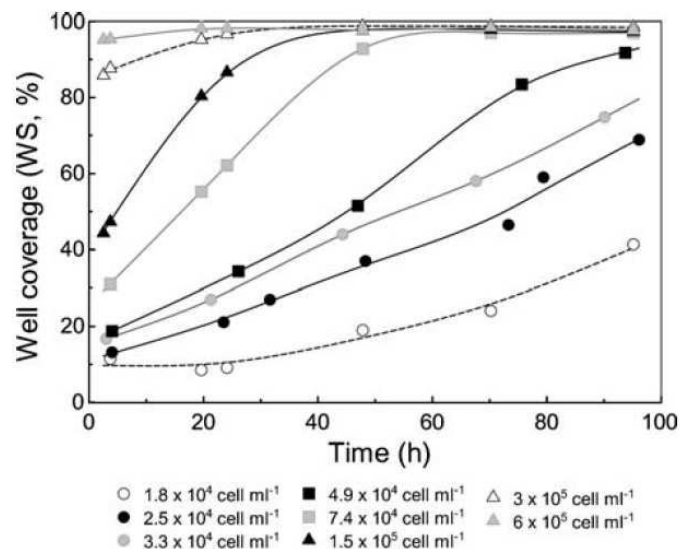 100
80
60
40
20
0
Well coverage (WS, %)
0 20 40 60 80 100
Time (h)
1.8 x 10⁴ cell ml⁻¹ 4.9 x 10⁴ cell ml⁻¹ 3 x 10⁵ cell ml⁻¹
2.5 x 10⁴ cell ml⁻¹ 7.4 x 10⁴ cell ml⁻¹ 6 x 10⁵ cell ml⁻¹
3.3 x 10⁴ cell ml⁻¹ 1.5 x 10⁵ cell ml⁻¹